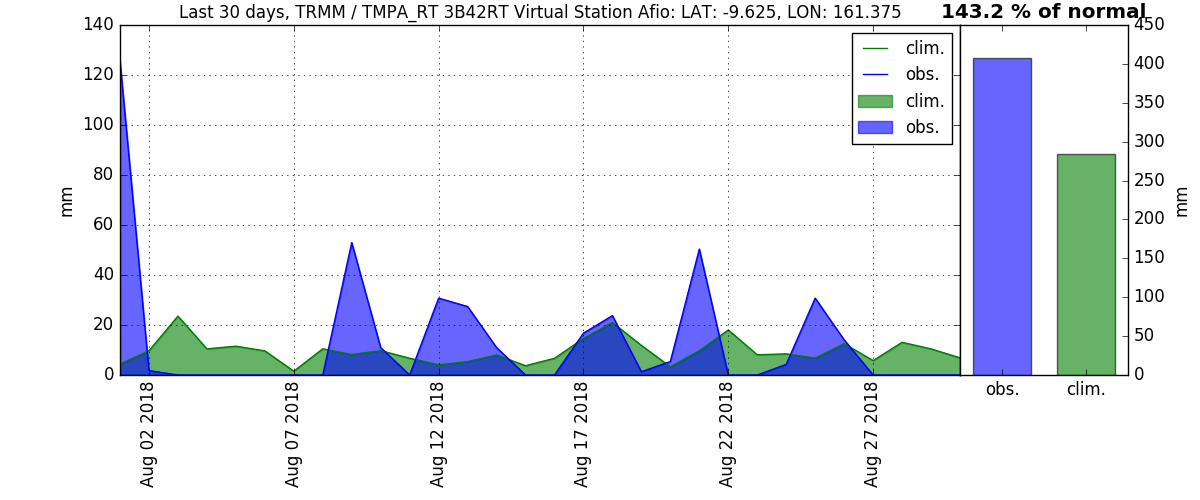 Last 30 days, TRMM / TMPA_RT 3B42RT Virtual Station Afio: LAT: -9.625, LON: 161.375
143.2 % of normal
mm
140
120
100
80
60
40
20
0
clim.
obs.
clim.
obs.
Aug 02 2018
Aug 07 2018
Aug 12 2018
Aug 17 2018
Aug 22 2018
Aug 27 2018
450
400
350
300
250
200
150
100
50
0
mm
obs.
clim.